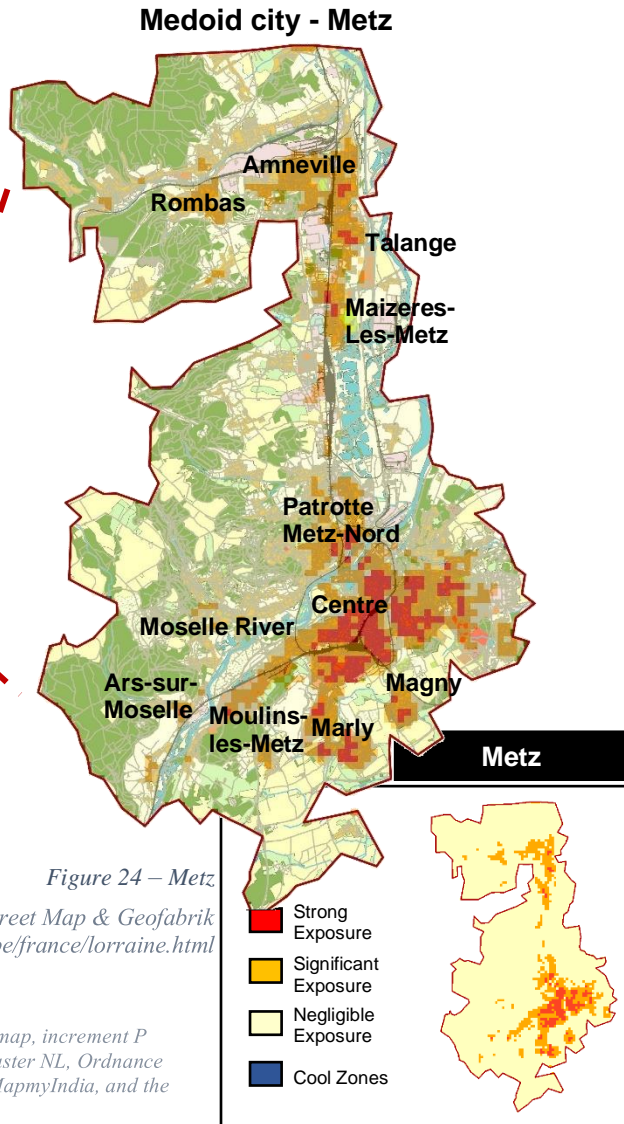 Medoid city - Metz
Amneville
Rombas
Talange
Maizeres-
Les-Metz
Patrotte
Metz-Nord
Centre
Moselle River
Ars-sur-
Moselle
Magny
Moulins-
les-Metz
Marly
Metz
Figure 24 – Metz
reet Map & Geofabrik
pe/france/lorraine.html
map, increment P
aster NL, Ordnance
MapmyIndia, and the
Strong
Exposure
Significant
Exposure
Negligible
Exposure
Cool Zones